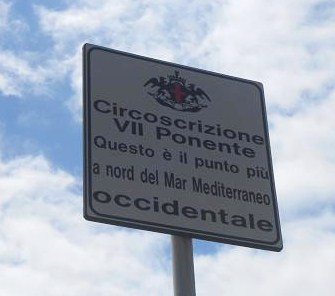 Circoscrizione
VII Ponente
Questo è il punto più
a nord del Mar Mediterraneo
occidentale